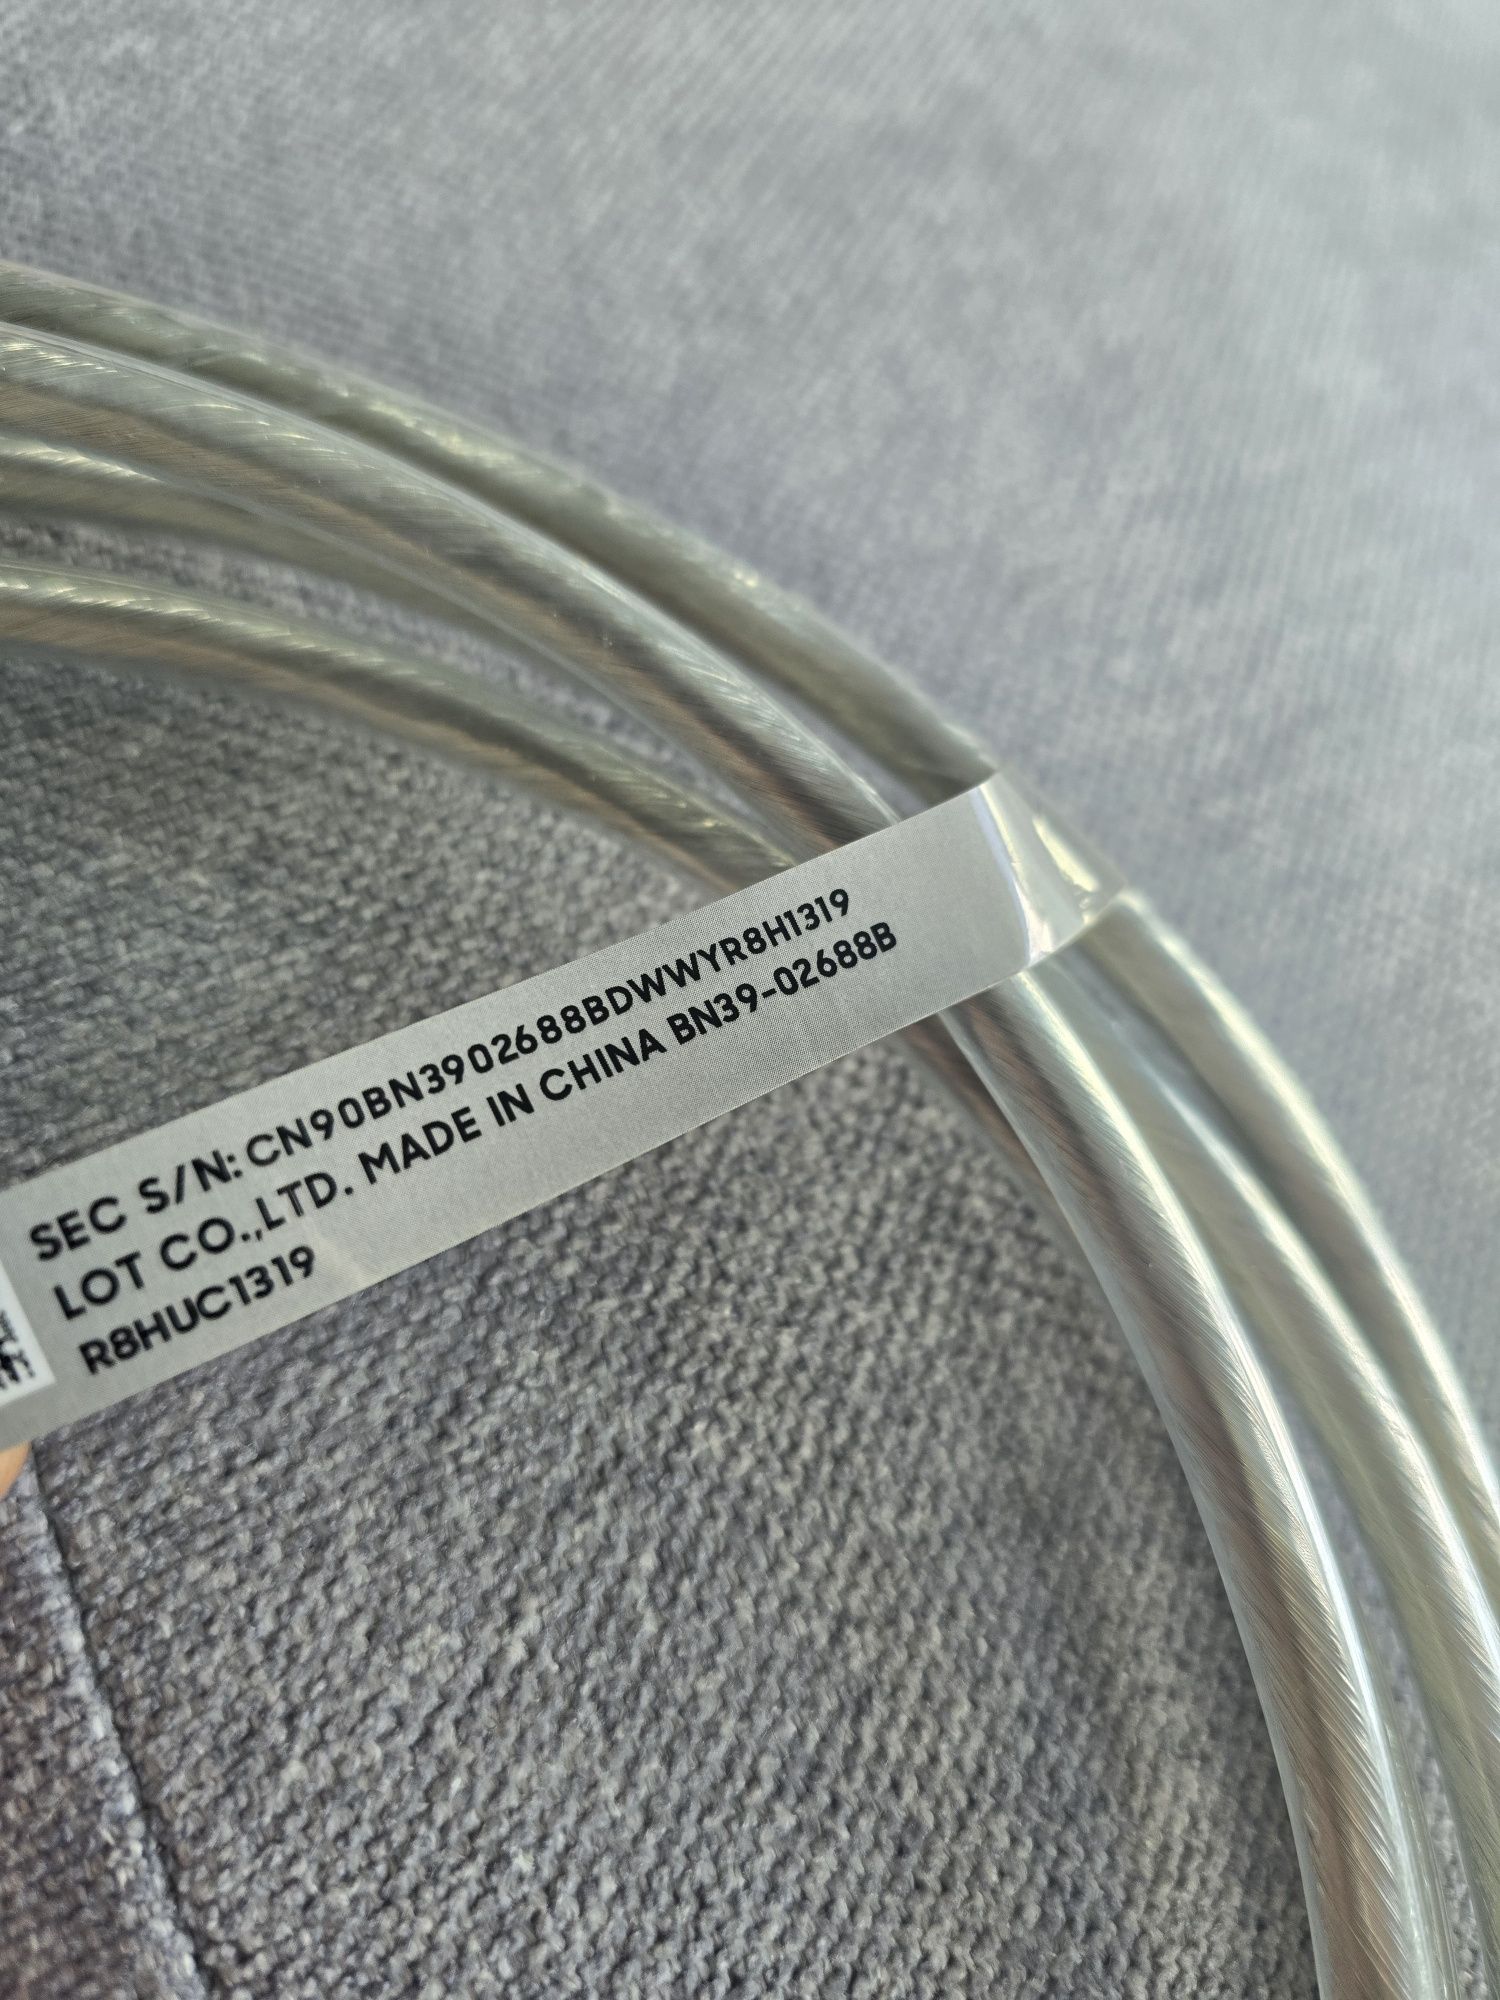 SEC S/N: CN90BN3902688BDWWYR8H1319
LOT CO.,LTD. MADE IN CHINA BN39-02688B
R8HUC1319